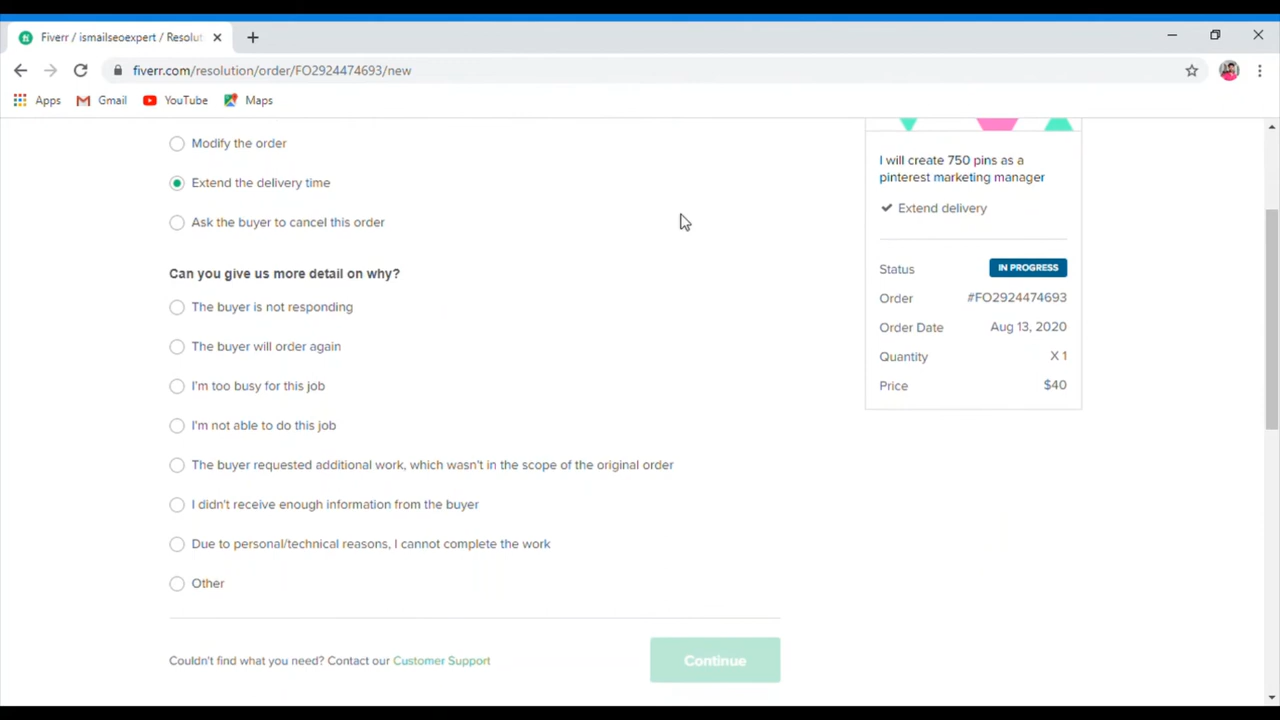 Fiverr / ismailseoexpert / Resolut
fiverr.com/resolution/order/FO2924474693/new
Apps Gmail YouTube Maps
Modify the order
Extend the delivery time
Ask the buyer to cancel this order
Can you give us more detail on why?
The buyer is not responding
The buyer will order again
I'm too busy for this job
I'm not able to do this job
The buyer requested additional work, which wasn't in the scope of the original order
I didn't receive enough information from the buyer
Due to personal/technical reasons, I cannot complete the work
Other
Couldn't find what you need? Contact our Customer Support
Continue
I will create 750 pins as a
pinterest marketing manager
Extend delivery
Status IN PROGRESS
Order #FO2924474693
Order Date Aug 13, 2020
Quantity X 1
Price $40